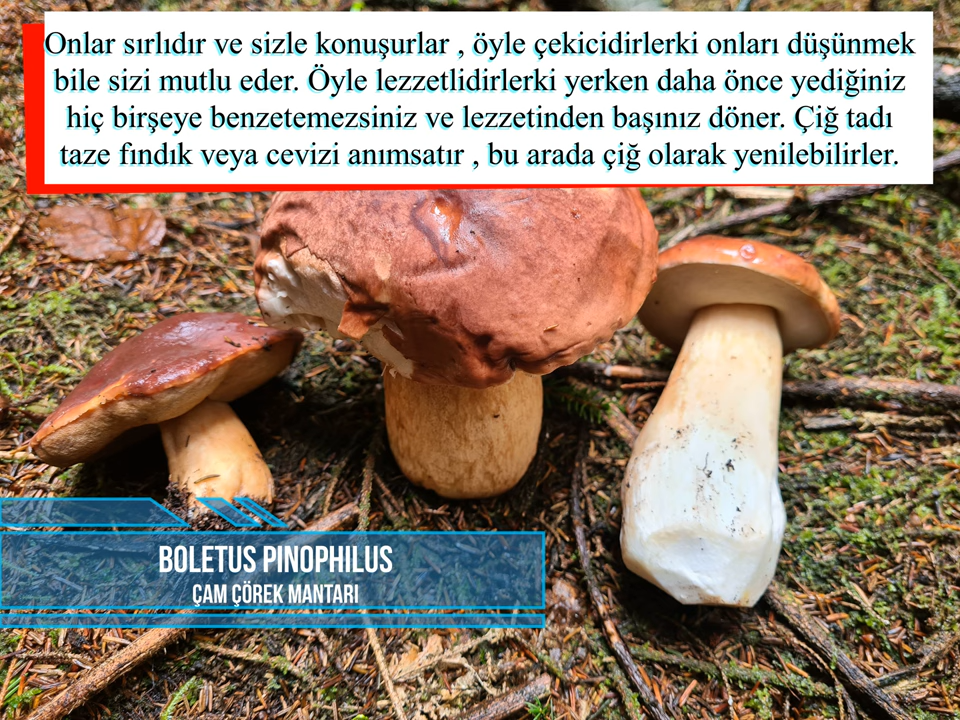 Onlar sırlıdır ve sizle konuşurlar , öyle çekicidirlerki onları düşünmek
bile sizi mutlu eder. Öyle lezzetlidirlerki yerken daha önce yediğiniz
hiç birşeye benzetemezsiniz ve lezzetinden başınız döner. Çiğ tadı
taze fındık veya cevizi anımsatır , bu arada çiğ olarak yenilebilirler.
BOLETUS PINOPHILUS
ÇAM ÇÖREK MANTARI